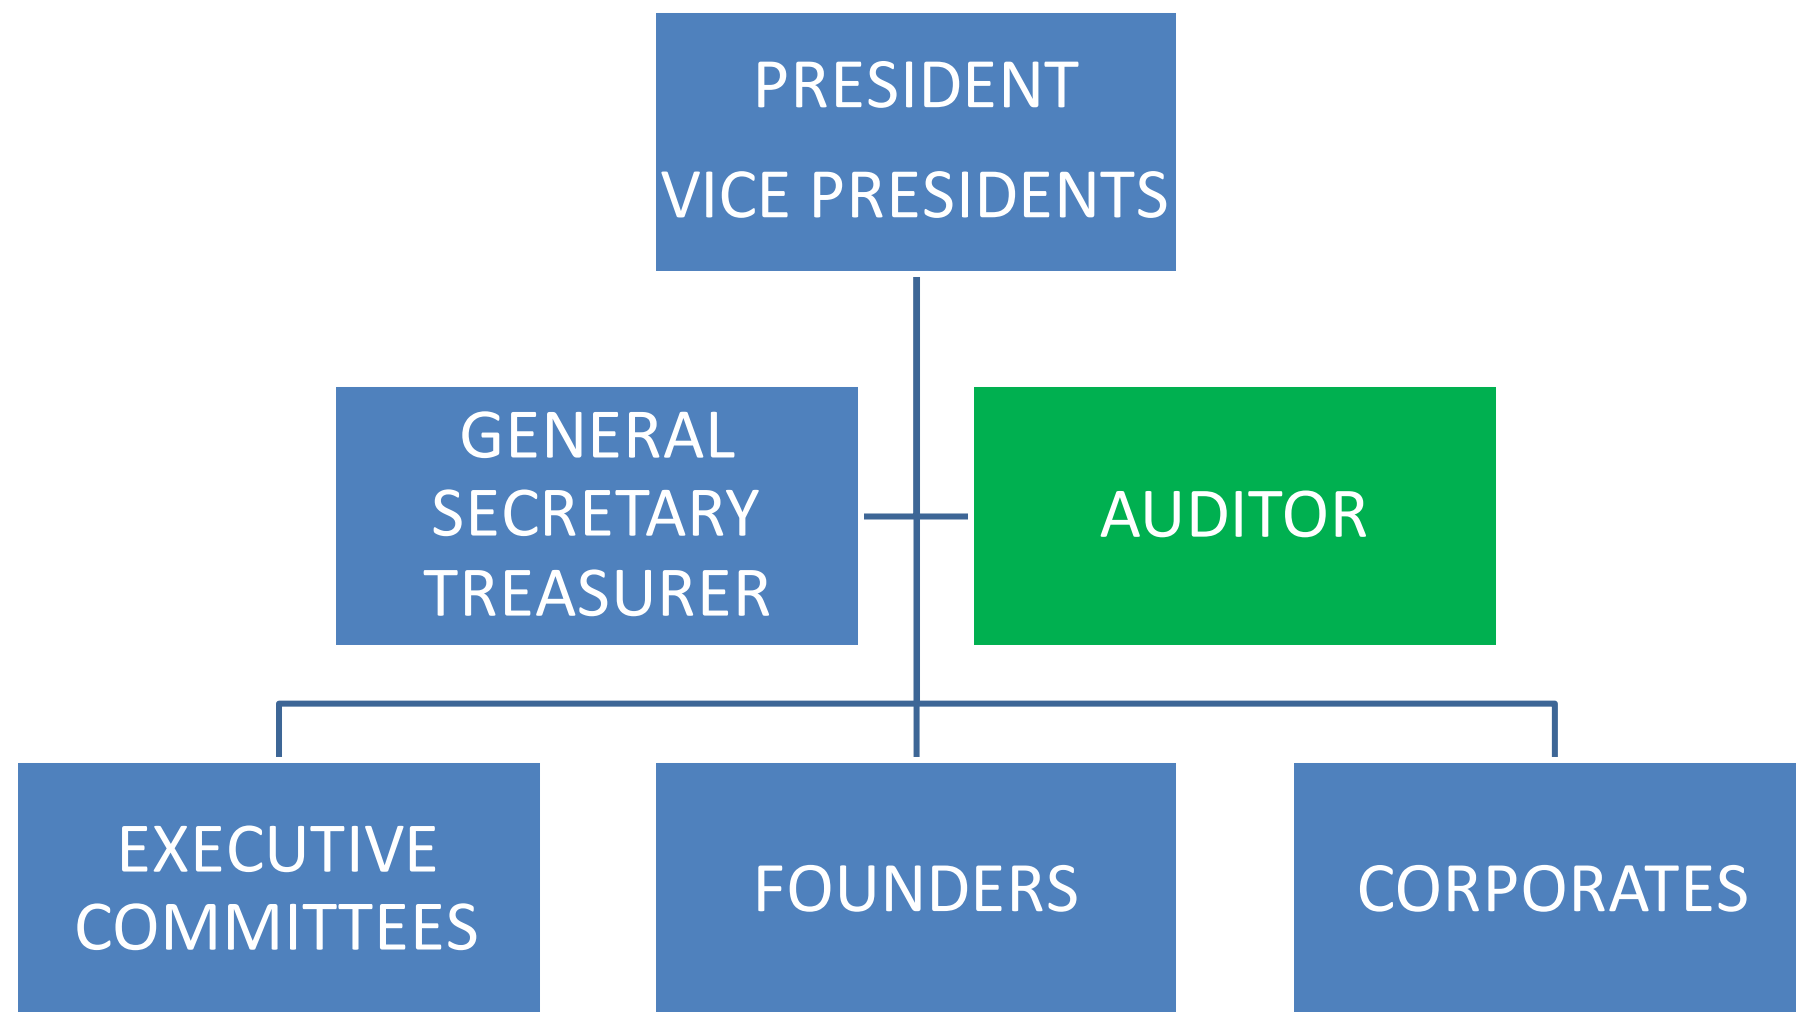 PRESIDENT
VICE PRESIDENTS
GENERAL
SECRETARY
TREASURER
AUDITOR
EXECUTIVE
COMMITTEES
FOUNDERS
CORPORATES